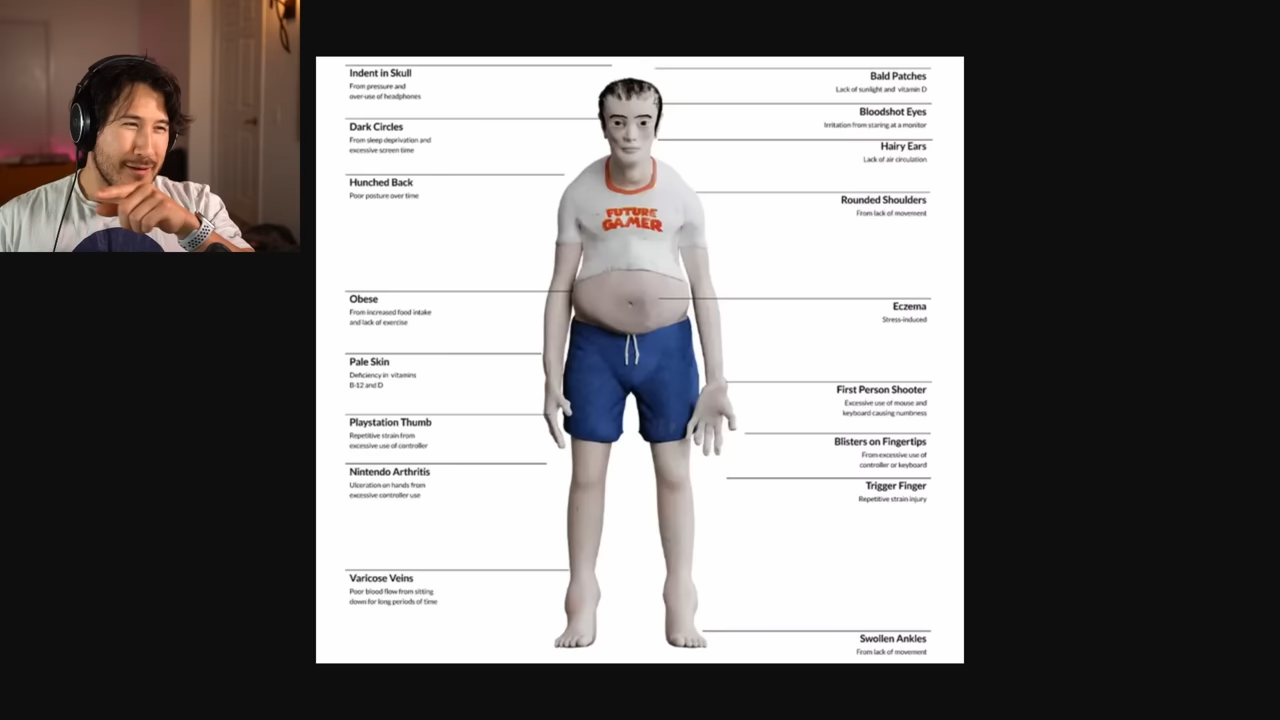 Indent in Skull
From pressure and
over-use of headphones
Dark Circles
From sleep deprivation and
excessive screen time
Hunched Back
Poor posture over time
Obese
From increased food intake
and lack of exercise
Pale Skin
Deficiency in vitamins
B-12 and D
Playstation Thumb
Repetitive strain from
excessive use of controller
Nintendo Arthritis
Ulceration on hands from
excessive controller use
Varicose Veins
Poor blood flow from sitting
down for long periods of time
FUTURE
GAMER
Bald Patches
Lack of sunlight and vitamin D
Bloodshot Eyes
Irritation from staring at a monitor
Hairy Ears
Lack of air circulation
Rounded Shoulders
From lack of movement
Eczema
Stress-induced
First Person Shooter
Excessive use of mouse and
keyboard causing numbness
Blisters on Fingertips
From excessive use of
controller or keyboard
Trigger Finger
Repetitive strain injury
Swollen Ankles
From lack of movement